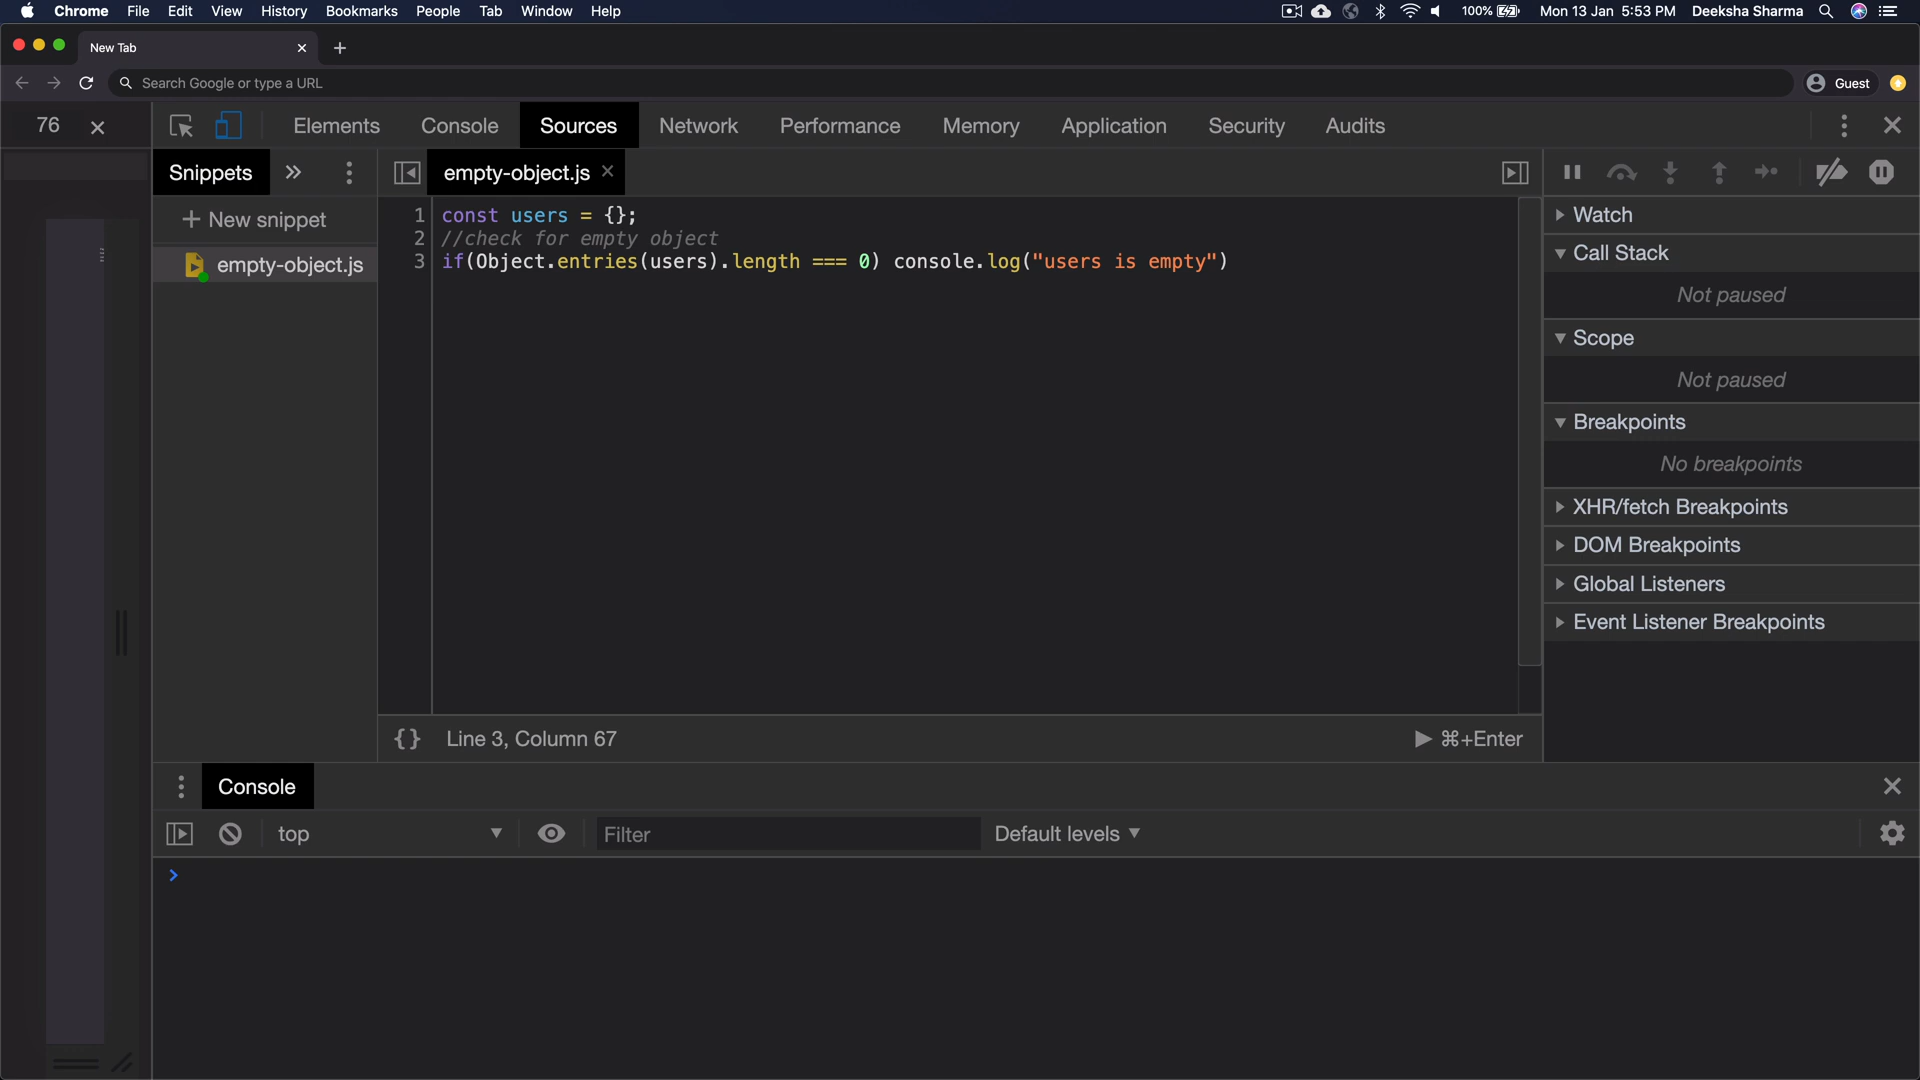 Chrome File Edit View History Bookmarks People Tab Window Help 100% Mon 13 Jan 5:53 PM Deeksha Sharma
New Tab
Search Google or type a URL Guest
76 Elements Console Sources Network Performance Memory Application Security Audits
Snippets » empty-object.js
+ New snippet
empty-object.js
1 const users = {};
2 //check for empty object
3 if(Object.entries(users).length === 0) console.log("users is empty")
Watch
Call Stack
Not paused
Scope
Not paused
Breakpoints
No breakpoints
XHR/fetch Breakpoints
DOM Breakpoints
Global Listeners
Event Listener Breakpoints
{} Line 3, Column 67 ⌘+Enter
Console
top Filter Default levels